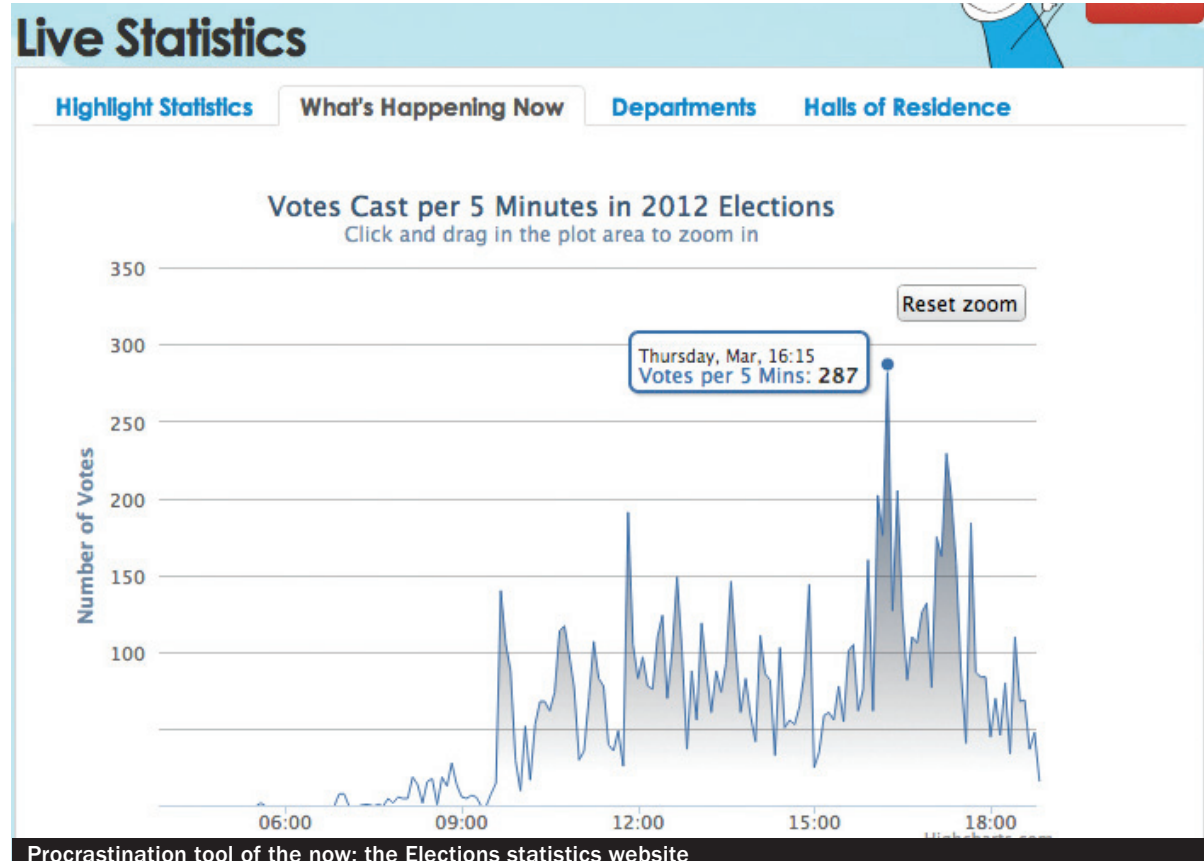 Live Statistics
Highlight Statistics What's Happening Now Departments Halls of Residence
Votes Cast per 5 Minutes in 2012 Elections
Click and drag in the plot area to zoom in
350
Reset zoom
300
Thursday, Mar, 16:15
Votes per 5 Mins: 287
250
Number of Votes
200
150
100
06:00 09:00 12:00 15:00 18:00
Highcharts.com
Procrastination tool of the now: the Elections statistics website